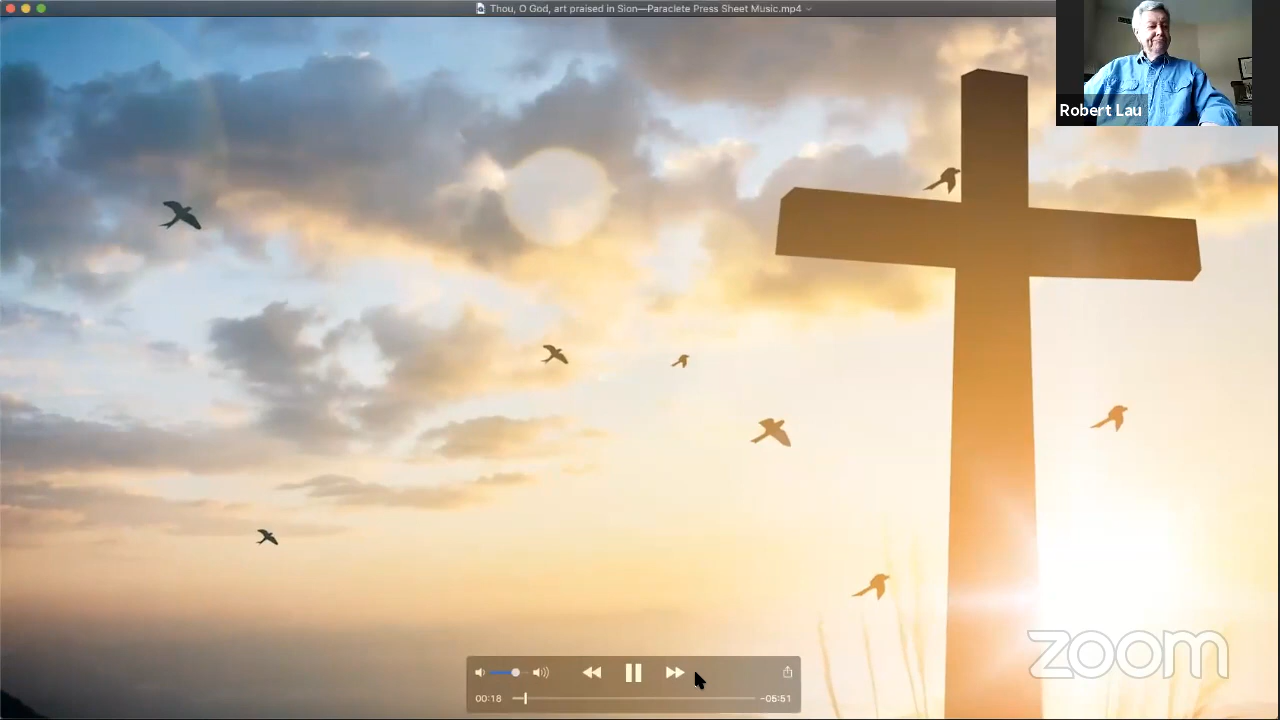 Thou, O God, art praised in Sion—Paraclete Press Sheet Music.mp4
Robert Lau
zoom
00:18
-05:51